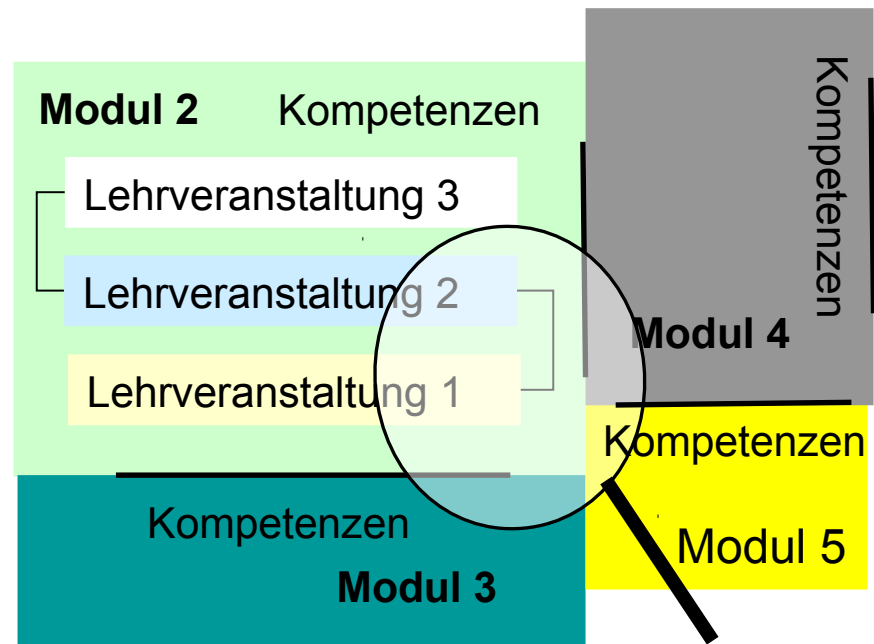 Modul 2 Kompetenzen
Lehrveranstaltung 3
Lehrveranstaltung 2
Lehrveranstaltung 1
Kompetenzen
Modul 4
Kompetenzen
Modul 5
Kompetenzen
Modul 3